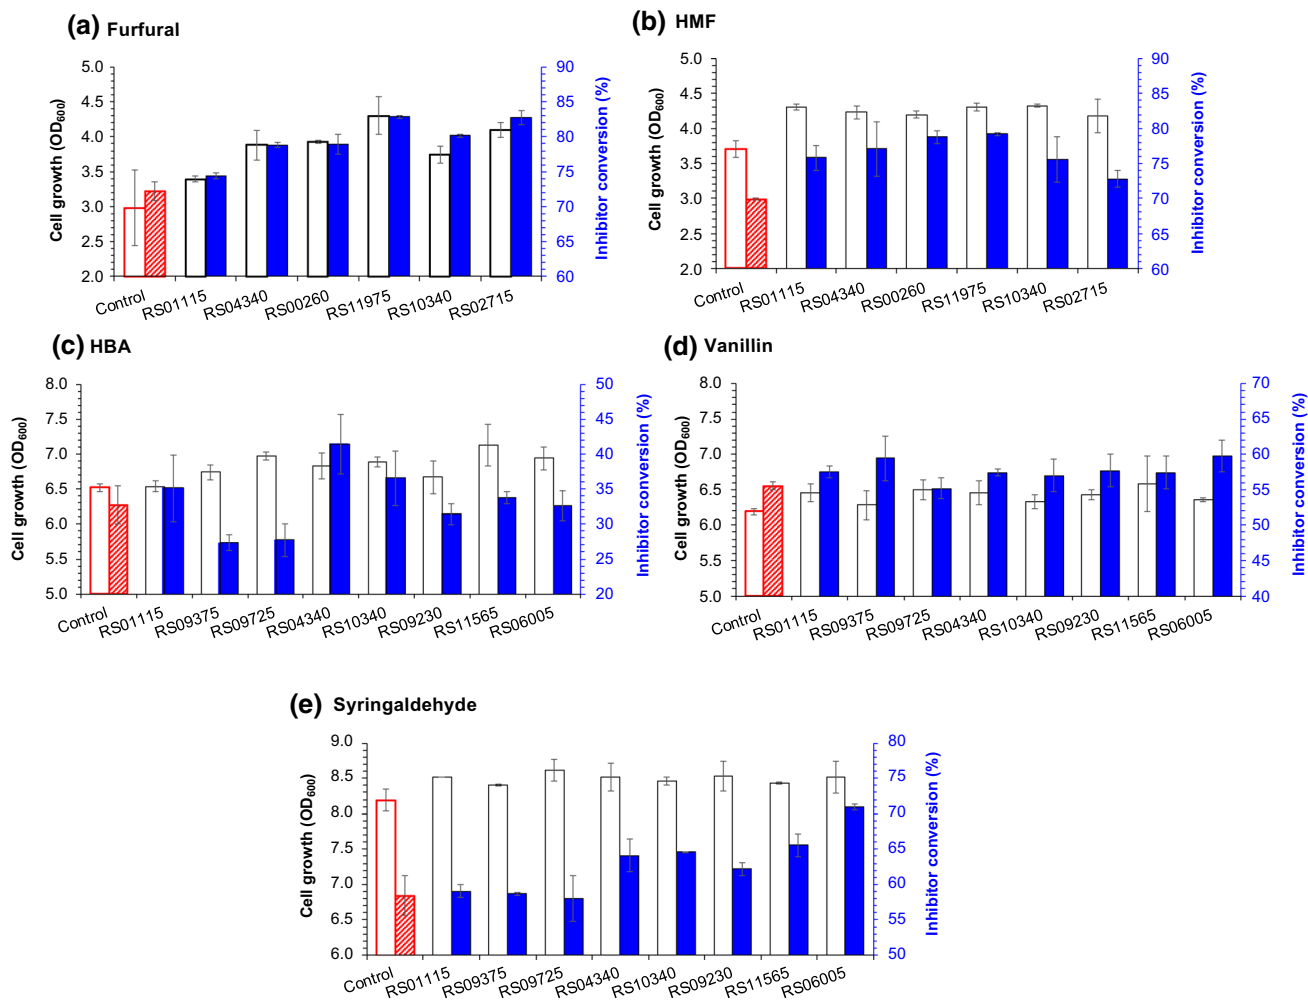 (a) Furfural
Cell growth (OD600)
5.0
4.5
4.0
3.5
3.0
2.5
2.0
90
85
80
75
70
65
60
Inhibitor conversion (%)
Control
RS01115
RS04340
RS00260
RS11975
RS10340
RS02715
(b) HMF
Cell growth (OD600)
5.0
4.5
4.0
3.5
3.0
2.5
2.0
90
85
80
75
70
65
60
Inhibitor conversion (%)
Control
RS01115
RS04340
RS00260
RS11975
RS10340
RS02715
(c) HBA
Cell growth (OD600)
8.0
7.5
7.0
6.5
6.0
5.5
5.0
50
45
40
35
30
25
20
Inhibitor conversion (%)
Control
RS01115
RS09375
RS09725
RS04340
RS10340
RS09230
RS11565
RS06005
(d) Vanillin
Cell growth (OD600)
8.0
7.5
7.0
6.5
6.0
5.5
5.0
70
65
60
55
50
45
40
Inhibitor conversion (%)
Control
RS01115
RS09375
RS09725
RS04340
RS10340
RS09230
RS11565
RS06005
(e) Syringaldehyde
Cell growth (OD600)
9.0
8.5
8.0
7.5
7.0
6.5
6.0
80
75
70
65
60
55
50
Inhibitor conversion (%)
Control
RS01115
RS09375
RS09725
RS04340
RS10340
RS09230
RS11565
RS06005